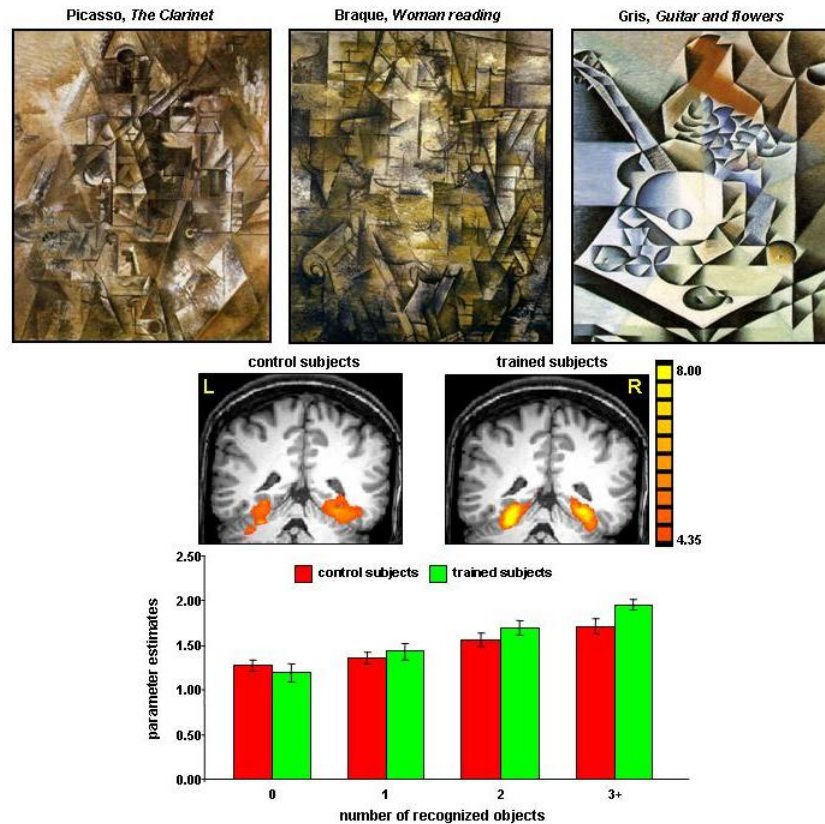 Picasso, The Clarinet
Braque, Woman reading
Gris, Guitar and flowers
control subjects
trained subjects
L
R
8.00
4.35
2.50
2.00
1.50
1.00
0.50
0.00
parameter estimates
control subjects
trained subjects
0 1 2 3+
number of recognized objects